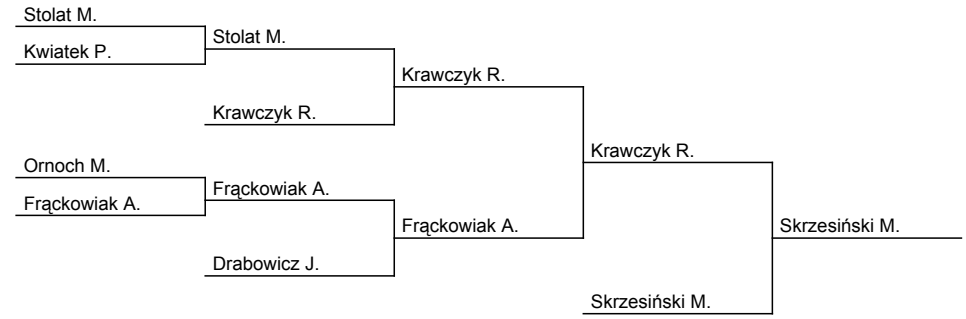 Stolat M.
Kwiatek P.
Stolat M.
Krawczyk R.
Krawczyk R.
Ornoch M.
Frąckowiak A.
Frąckowiak A.
Drabowicz J.
Frąckowiak A.
Krawczyk R.
Skrzesiński M.
Skrzesiński M.